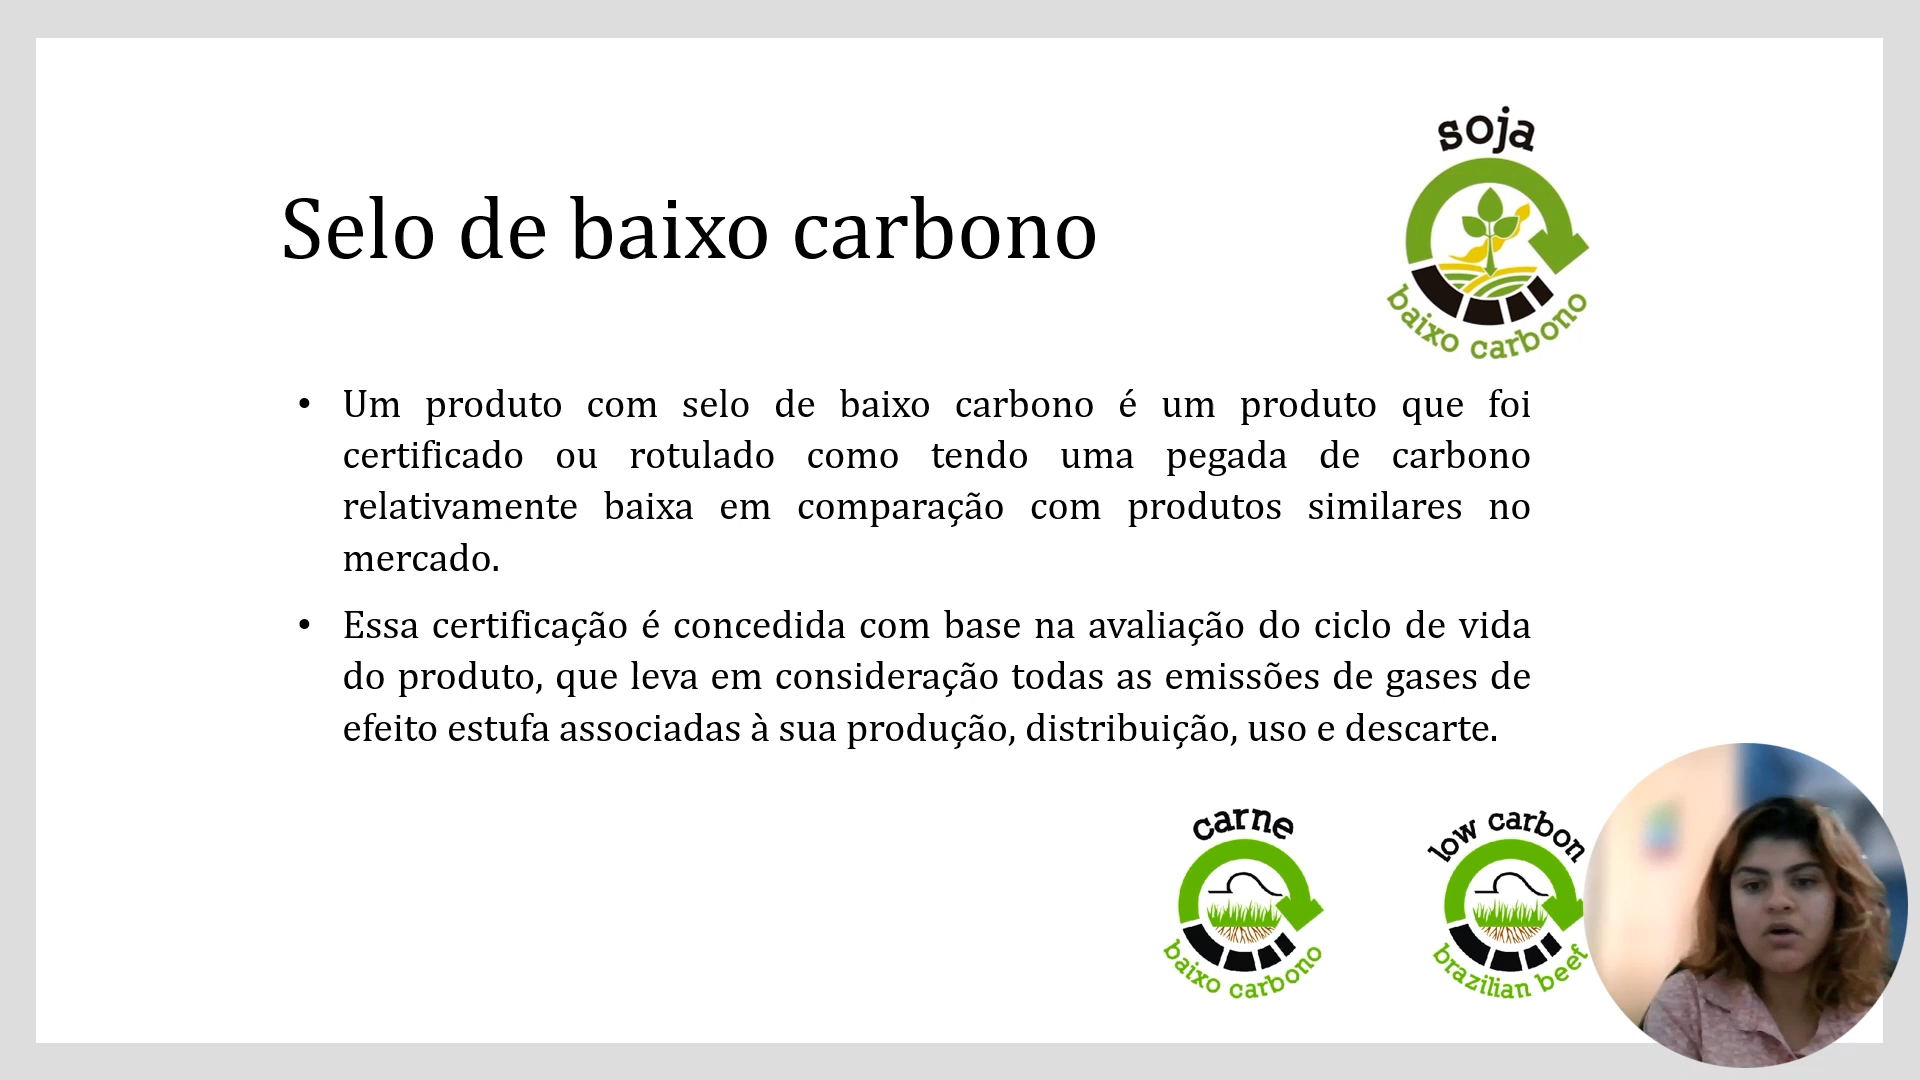 soja
baixo carbono
Selo de baixo carbono
• Um produto com selo de baixo carbono é um produto que foi
certificado ou rotulado como tendo uma pegada de carbono
relativamente baixa em comparação com produtos similares no
mercado.
• Essa certificação é concedida com base na avaliação do ciclo de vida
do produto, que leva em consideração todas as emissões de gases de
efeito estufa associadas à sua produção, distribuição, uso e descarte.
carne
baixo carbono
low carbon
brazilian beef